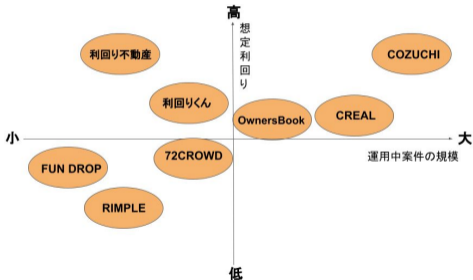 高
想定利回り
利回り不動産
COZUCHI
利回りくん
OwnersBook
CREAL
小
大
72CROWD
運用中案件の規模
FUN DROP
RIMPLE
低